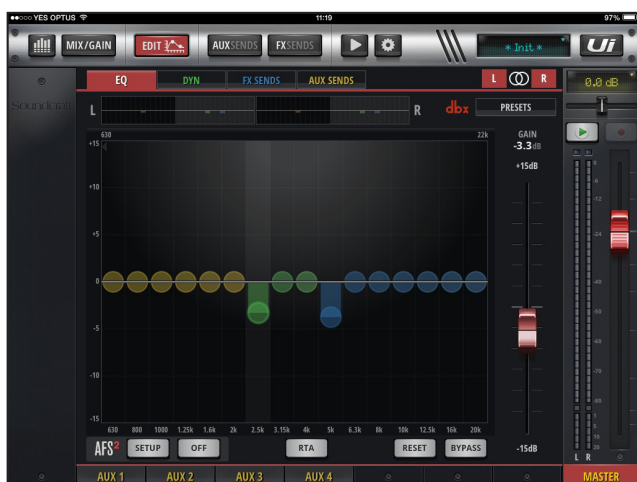 YES OPTUS 11:19 97%
MIX/GAIN EDIT AUXSENDS FXSENDS * Init * Ui
Soundcraft
EQ DYN FX SENDS AUX SENDS L R 0.0 dB
L R dbx PRESETS
630 22k GAIN
-3.3dB
+15 +15dB
+10
+5
0
-5
-10
-15
630 800 1000 1.25k 1.6k 2k 2.5k 3.15k 4k 5k 6.3k 8k 10k 12.5k 16k 20k
AFS2 SETUP OFF RTA RESET BYPASS -15dB
L R
AUX 1 AUX 2 AUX 3 AUX 4 MASTER